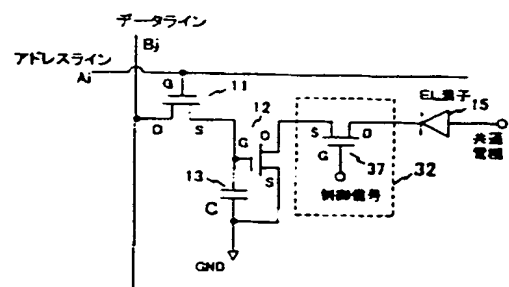 データライン
Bj
アドレスライン
Ai
G
11
D
S
12
G
D
S
13
C
GND
S
D
G
37
制御信号
32
EL素子
15
共通
電極